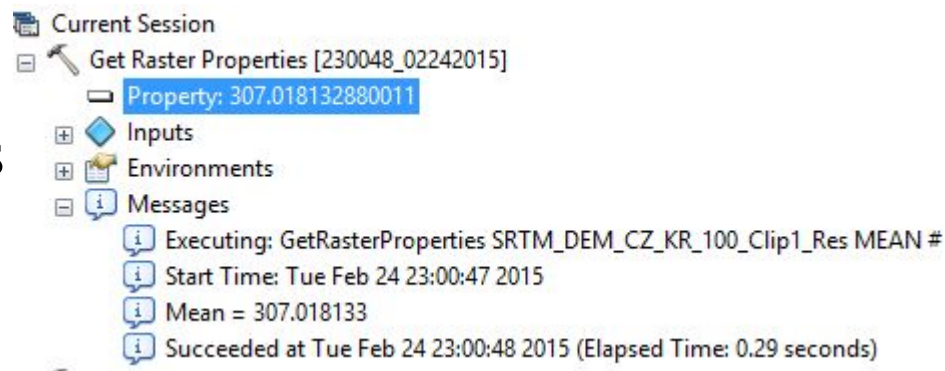 Current Session
Get Raster Properties [230048_02242015]
Property: 307.018132880011
Inputs
Environments
Messages
Executing: GetRasterProperties SRTM_DEM_CZ_KR_100_Clip1_Res MEAN #
Start Time: Tue Feb 24 23:00:47 2015
Mean = 307.018133
Succeeded at Tue Feb 24 23:00:48 2015 (Elapsed Time: 0.29 seconds)